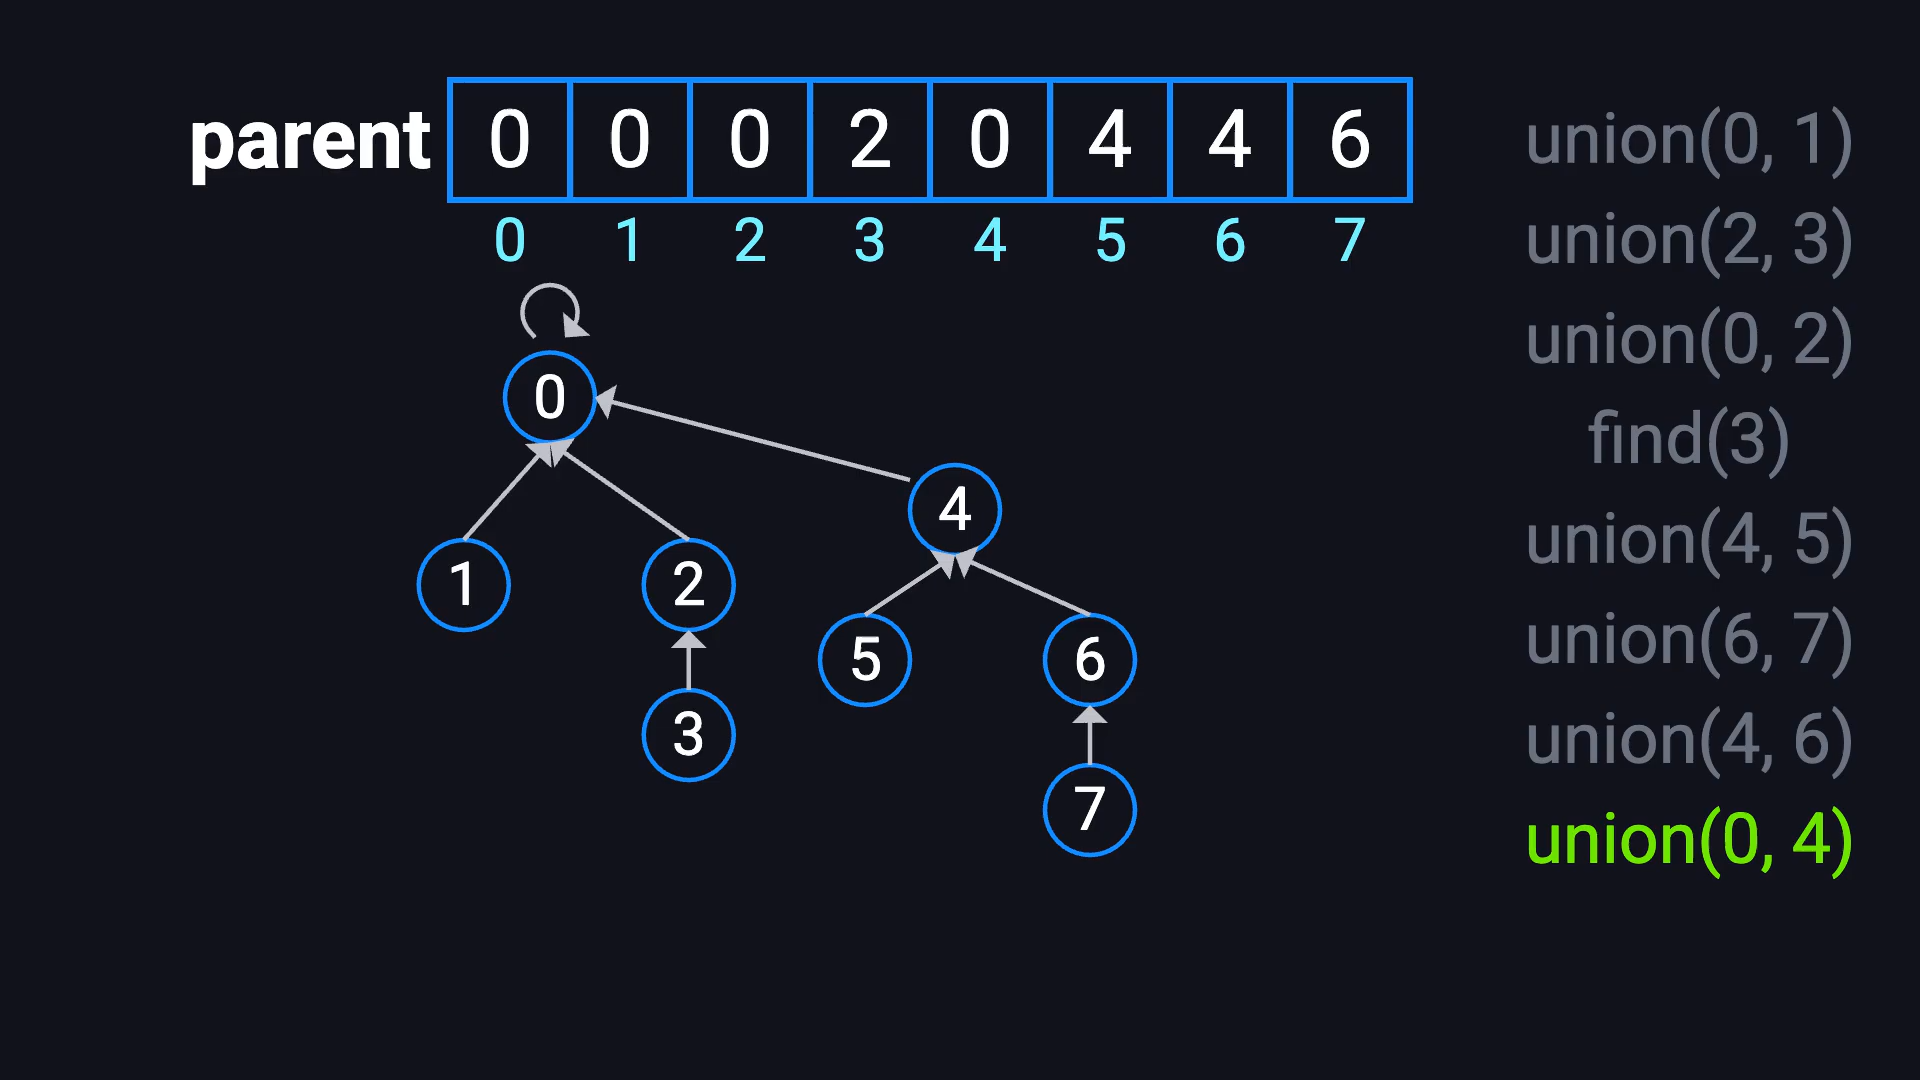 parent 0 0 0 2 0 4 4 6
0 1 2 3 4 5 6 7
0
4
1 2
5 6
3
7
union(0, 1)
union(2, 3)
union(0, 2)
find(3)
union(4, 5)
union(6, 7)
union(4, 6)
union(0, 4)